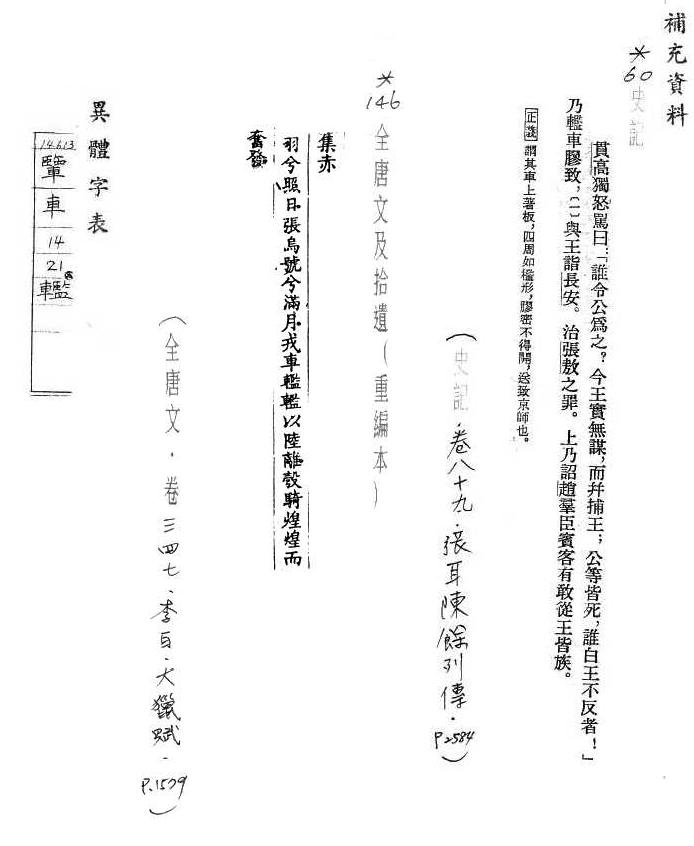 補充資料
*60 史記
貫高獨怒罵曰:「誰令公爲之?今王實無謀,而幷捕王;公等皆死,誰白王不反者!」
乃轞車膠致,〔一〕與王詣長安。治張敖之罪。上乃詔趙羣臣賓客有敢從王皆族。
正義 謂其車上著板,四周如檻形,膠密不得開,送致京師也。
(史記.卷八十九.張耳陳餘列傳.P.2584)
*146 全唐文及拾遺(重編本)
集赤
羽兮照日張烏號兮滿月戎車轞轞以陸離彀騎煌煌而
奮發
(全唐文.卷三四七.李白.大獵賦.P.1579)
異體字表
14613
車
14
21
轞